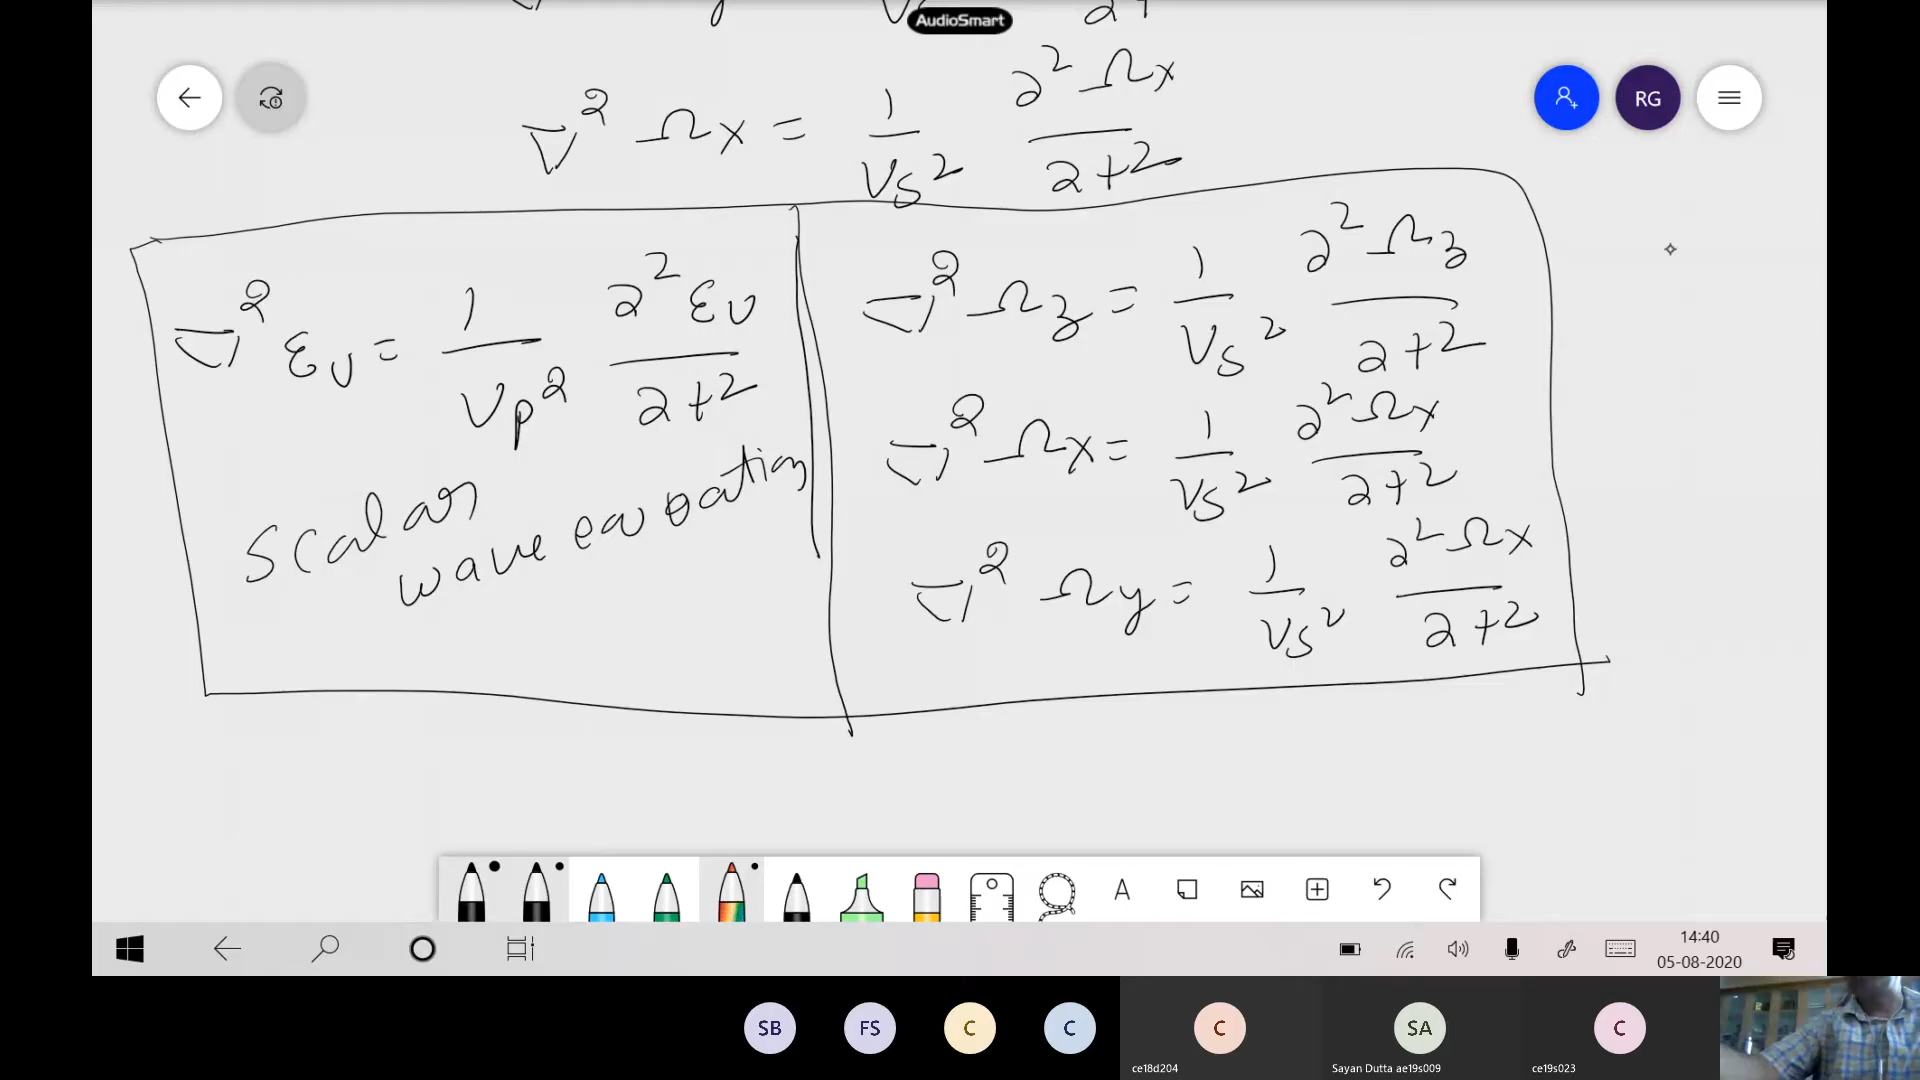 AudioSmart
RG
∇² Ωx = 1/Vs² ∂²Ωx/∂t²
∇² εv = 1/Vp² ∂²εv/∂t²
scalar
wave equation
∇² Ωz = 1/Vs² ∂²Ωz/∂t²
∇² Ωx = 1/Vs² ∂²Ωx/∂t²
∇² Ωy = 1/Vs² ∂²Ωx/∂t²
A
14:40
05-08-2020
SB FS C C C SA C
ce18d204 Sayan Dutta ae19s009 ce19s023